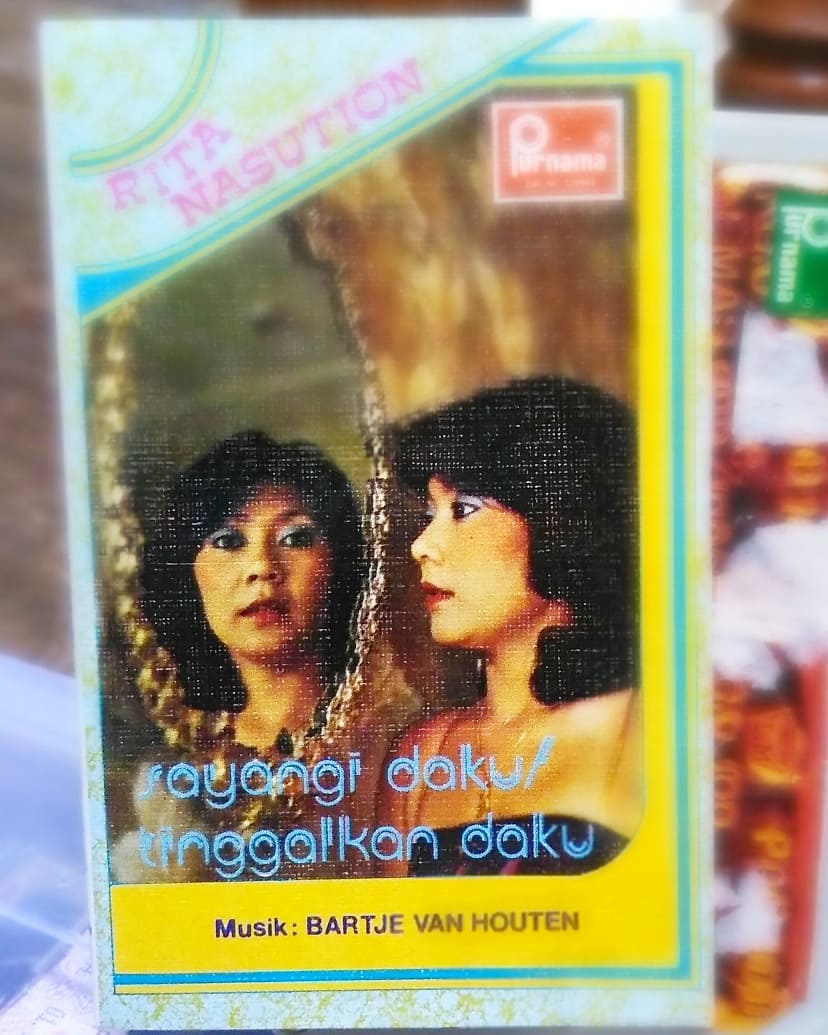 RITA
NASUTION
Purnama
sayangi daku/
tinggalkan daku
Musik: BARTJE VAN HOUTEN
Purnama